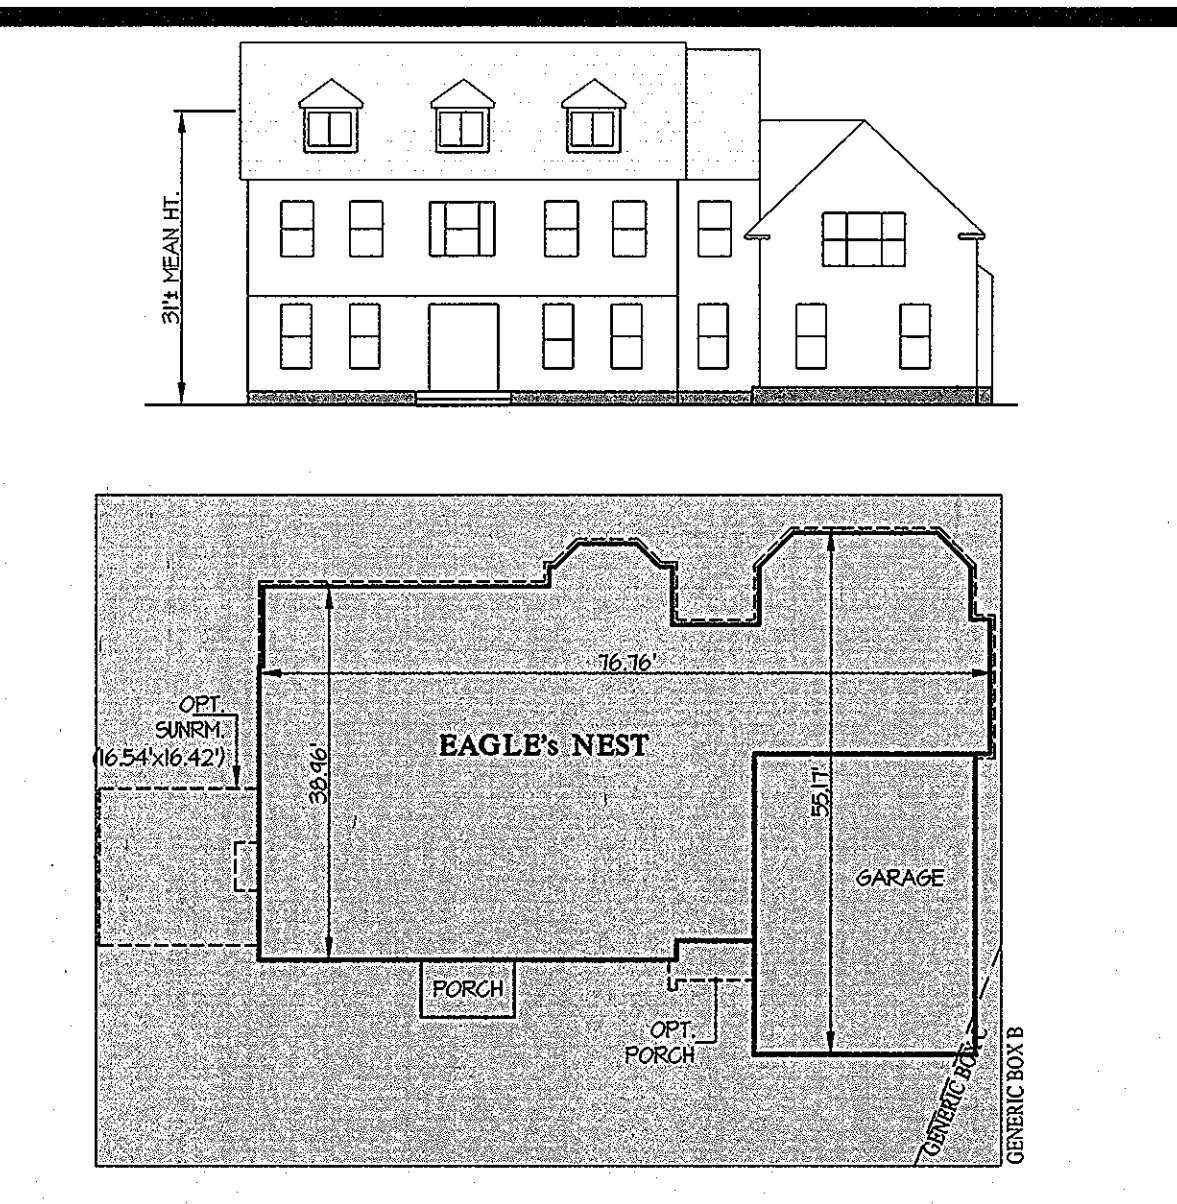 31'± MEAN HT.
76.76'
OPT.
SUNRM.
(16.54'x16.42')
EAGLE's NEST
38.96'
55.17'
GARAGE
PORCH
OPT.
PORCH
GENERIC BOX C
GENERIC BOX B